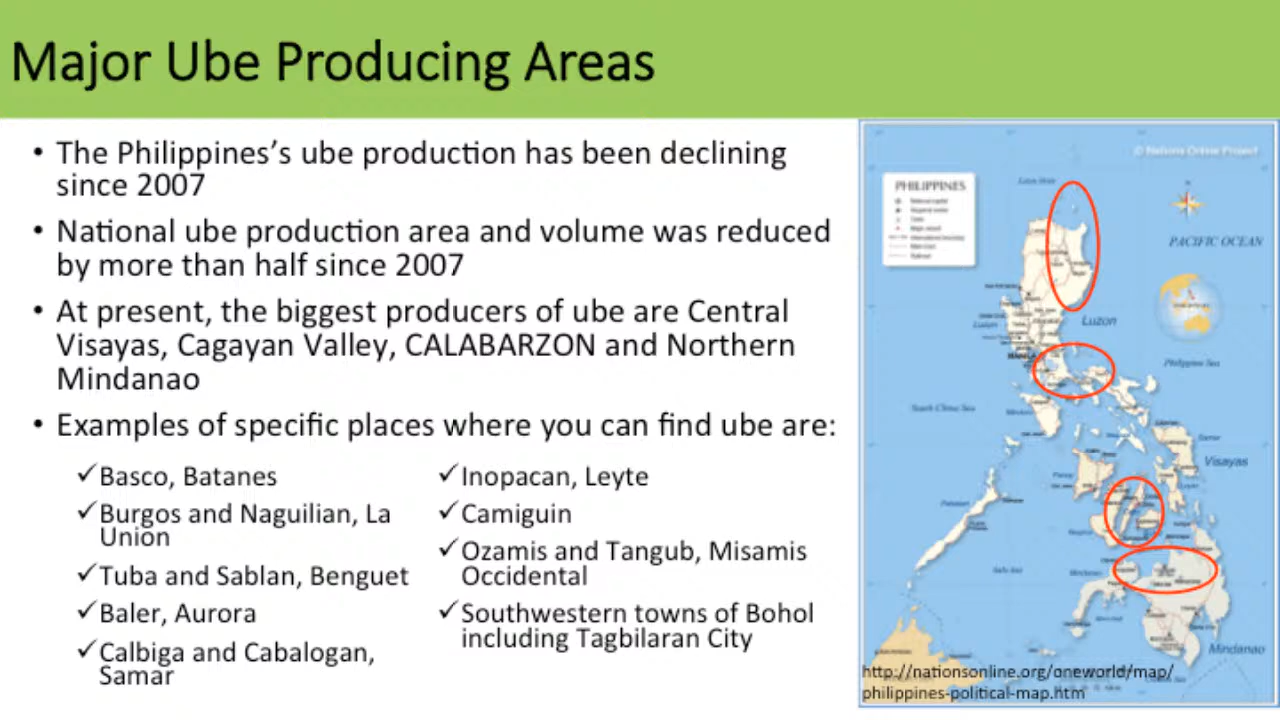 Major Ube Producing Areas
• The Philippines’s ube production has been declining
since 2007
• National ube production area and volume was reduced
by more than half since 2007
• At present, the biggest producers of ube are Central
Visayas, Cagayan Valley, CALABARZON and Northern
Mindanao
• Examples of specific places where you can find ube are:
✓Basco, Batanes
✓Burgos and Naguilian, La
Union
✓Tuba and Sablan, Benguet
✓Baler, Aurora
✓Calbiga and Cabalogan,
Samar
✓Inopacan, Leyte
✓Camiguin
✓Ozamis and Tangub, Misamis
Occidental
✓Southwestern towns of Bohol
including Tagbilaran City
© Nations Online Project
PHILIPPINES
PACIFIC OCEAN
Luzon
Philippine Sea
MANILA
South China Sea
Visayas
Mindanao
http://nationsonline.org/oneworld/map/
philippines-political-map.htm